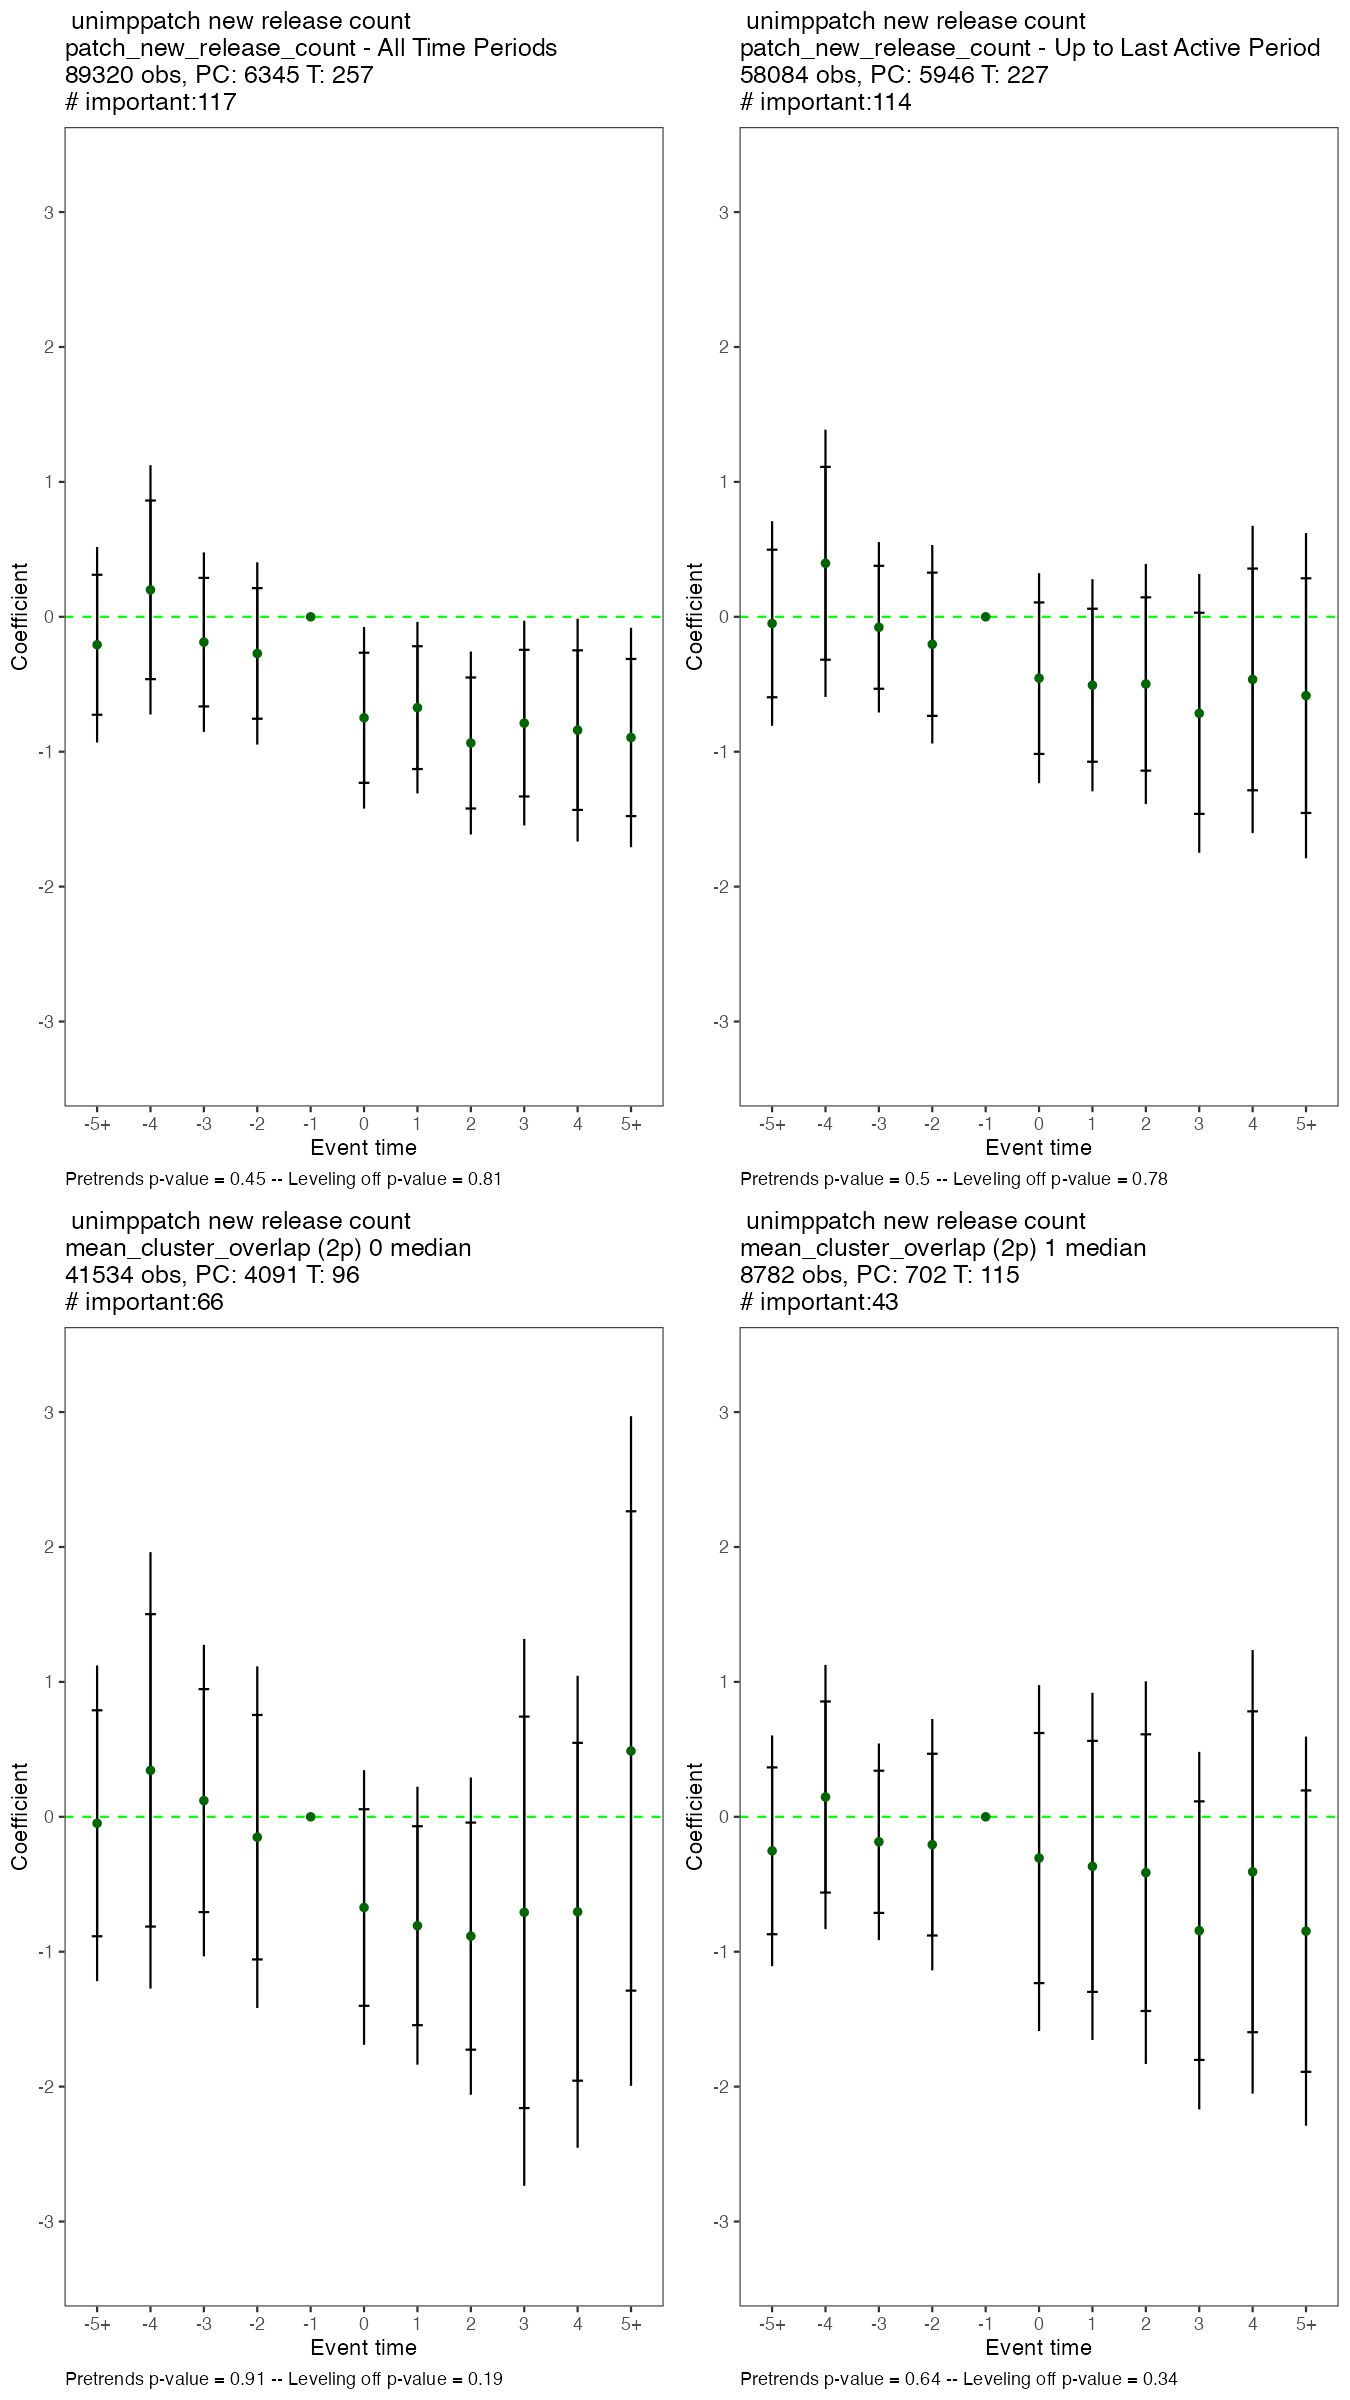 unimppatch new release count
patch_new_release_count - All Time Periods
89320 obs, PC: 6345 T: 257
# important:117
3
2
1
0
-1
-2
-3
Coefficient
-5+ -4 -3 -2 -1 0 1 2 3 4 5+
Event time
Pretrends p-value = 0.45 -- Leveling off p-value = 0.81
unimppatch new release count
patch_new_release_count - Up to Last Active Period
58084 obs, PC: 5946 T: 227
# important:114
3
2
1
0
-1
-2
-3
Coefficient
-5+ -4 -3 -2 -1 0 1 2 3 4 5+
Event time
Pretrends p-value = 0.5 -- Leveling off p-value = 0.78
unimppatch new release count
mean_cluster_overlap (2p) 0 median
41534 obs, PC: 4091 T: 96
# important:66
3
2
1
0
-1
-2
-3
Coefficient
-5+ -4 -3 -2 -1 0 1 2 3 4 5+
Event time
Pretrends p-value = 0.91 -- Leveling off p-value = 0.19
unimppatch new release count
mean_cluster_overlap (2p) 1 median
8782 obs, PC: 702 T: 115
# important:43
3
2
1
0
-1
-2
-3
Coefficient
-5+ -4 -3 -2 -1 0 1 2 3 4 5+
Event time
Pretrends p-value = 0.64 -- Leveling off p-value = 0.34